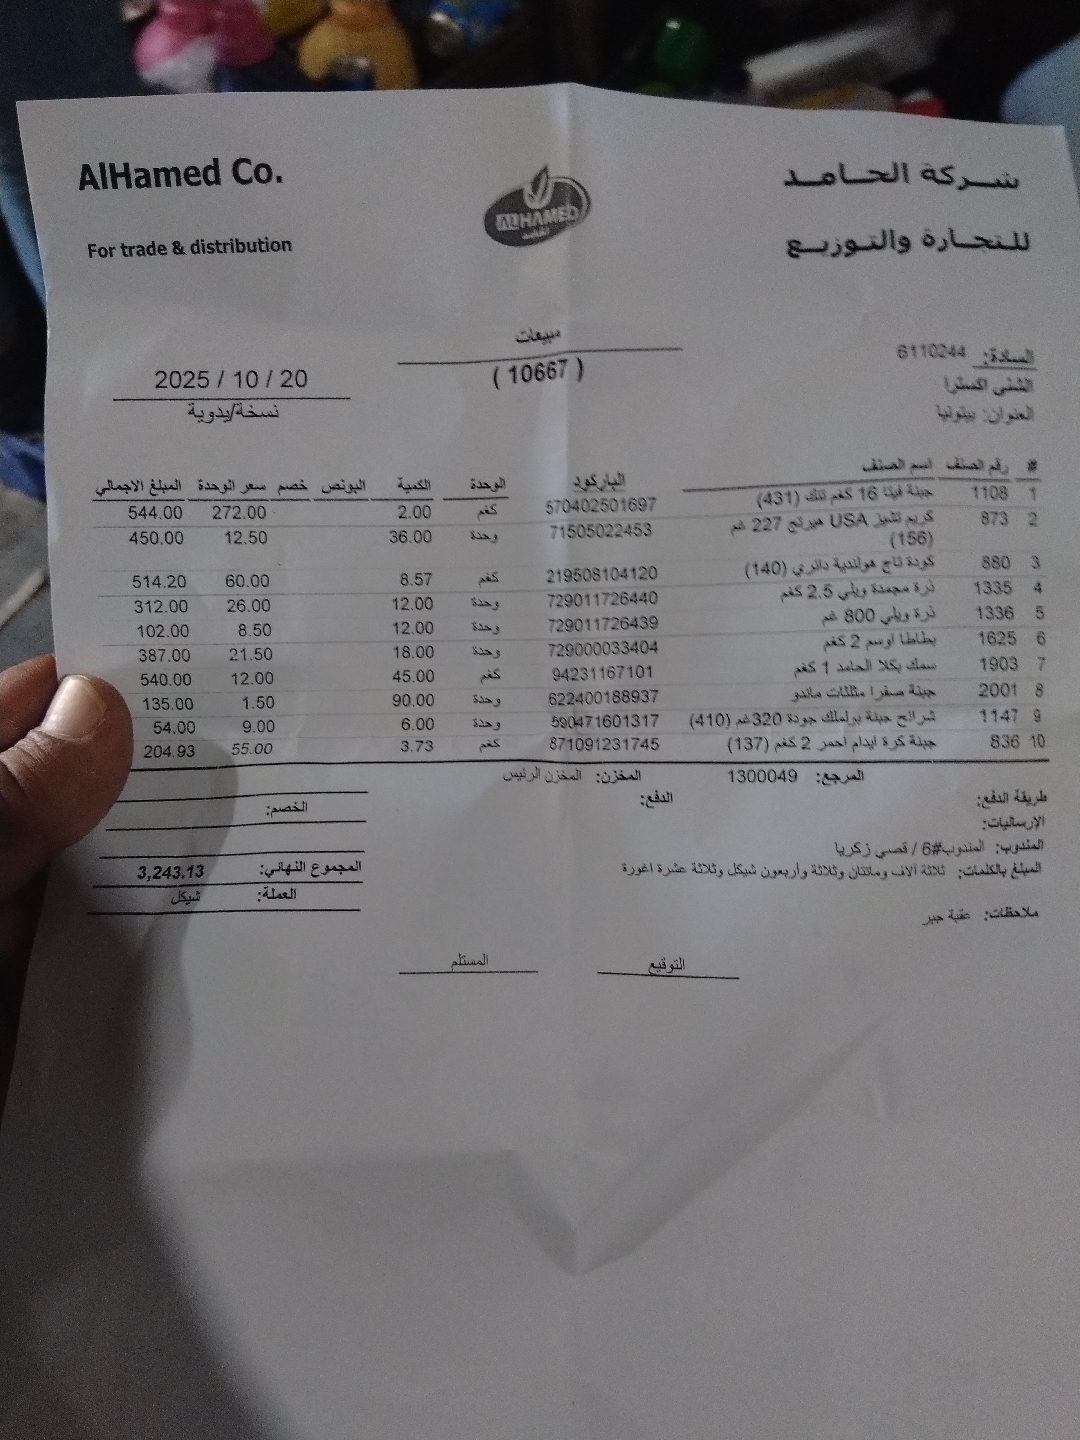 AlHamed Co.
شركة الحامد
For trade & distribution
للتجارة والتوزيع
ALHAMED
مبيعات
( 10667 )
2025 / 10 / 20
نسخة/يدوية
السادة: 6110244
الشني اكسترا
العنوان: بيتونيا
# رقم الصنف اسم الصنف الباركود الوحدة الكمية البونص خصم سعر الوحدة المبلغ الاجمالي
1 1108 جبنة فيتا 16 كغم تنك (431) 570402501697 كغم 2.00 272.00 544.00
2 873 كريم تشيز USA هيرتج 227 غم 71505022453 وحدة 36.00 12.50 450.00
(156)
3 880 كودة تاج هولندية دائري (140) 219508104120 كغم 8.57 60.00 514.20
4 1335 ذرة مجمدة ويلي 2.5 كغم 729011726440 وحدة 12.00 26.00 312.00
5 1336 ذرة ويلي 800 غم 729011726439 وحدة 12.00 8.50 102.00
6 1625 بطاطا اوسم 2 كغم 729000033404 وحدة 18.00 21.50 387.00
7 1903 سمك بكلا الحامد 1 كغم 94231167101 كغم 45.00 12.00 540.00
8 2001 جبنة سفرا مثلثات ماندو 622400188937 وحدة 90.00 1.50 135.00
9 1147 شرائح جبنة برلملك جودة 320غم (410) 590471601317 وحدة 6.00 9.00 54.00
10 836 جبنة كرة ايدام احمر 2 كغم (137) 871091231745 كغم 3.73 55.00 204.93
المرجع: 1300049 المخزن: المخزن الرئيس
طريقة الدفع: الدفع:
الخصم:
الإرساليات:
المندوب: المندوب#6 / قصي زكريا
المبلغ بالكلمات: ثلاثة آلاف ومائتان وثلاثة وأربعون شيكل وثلاثة عشرة اغورة
المجموع النهائي: 3,243.13
العملة: شيكل
ملاحظات: عقبة جبر
التوقيع المستلم